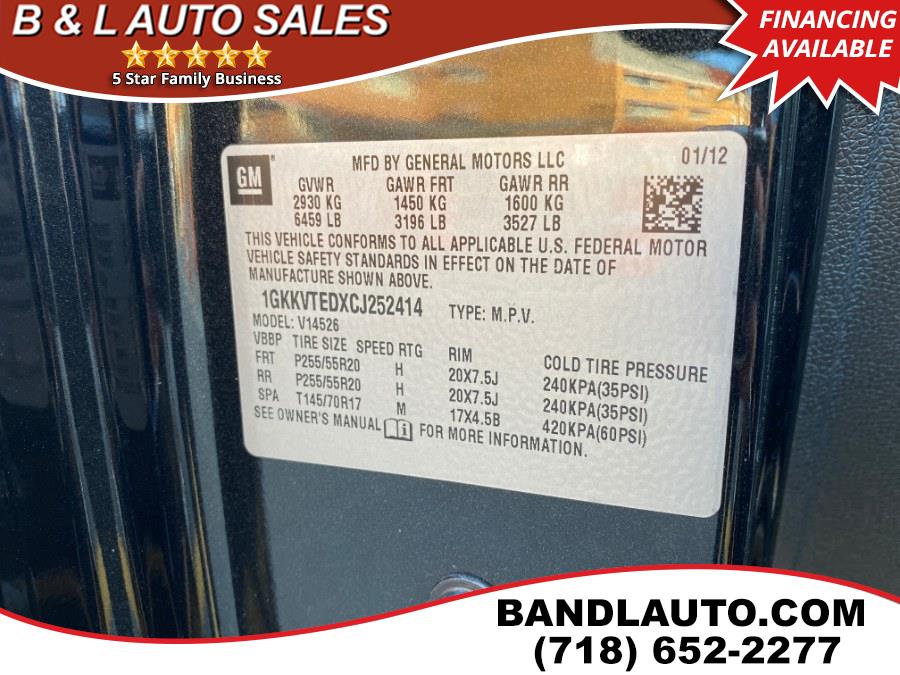 B & L AUTO SALES
5 Star Family Business
FINANCING
AVAILABLE
GM
MFD BY GENERAL MOTORS LLC 01/12
GVWR GAWR FRT GAWR RR
2930 KG 1450 KG 1600 KG
6459 LB 3196 LB 3527 LB
THIS VEHICLE CONFORMS TO ALL APPLICABLE U.S. FEDERAL MOTOR
VEHICLE SAFETY STANDARDS IN EFFECT ON THE DATE OF
MANUFACTURE SHOWN ABOVE.
1GKKVTEDXCJ252414 TYPE: M.P.V.
MODEL: V14526
VBBP TIRE SIZE SPEED RTG RIM COLD TIRE PRESSURE
FRT P255/55R20 H 20X7.5J 240KPA(35PSI)
RR P255/55R20 H 20X7.5J 240KPA(35PSI)
SPA T145/70R17 M 17X4.5B 420KPA(60PSI)
SEE OWNER'S MANUAL FOR MORE INFORMATION.
BANDLAUTO.COM
(718) 652-2277